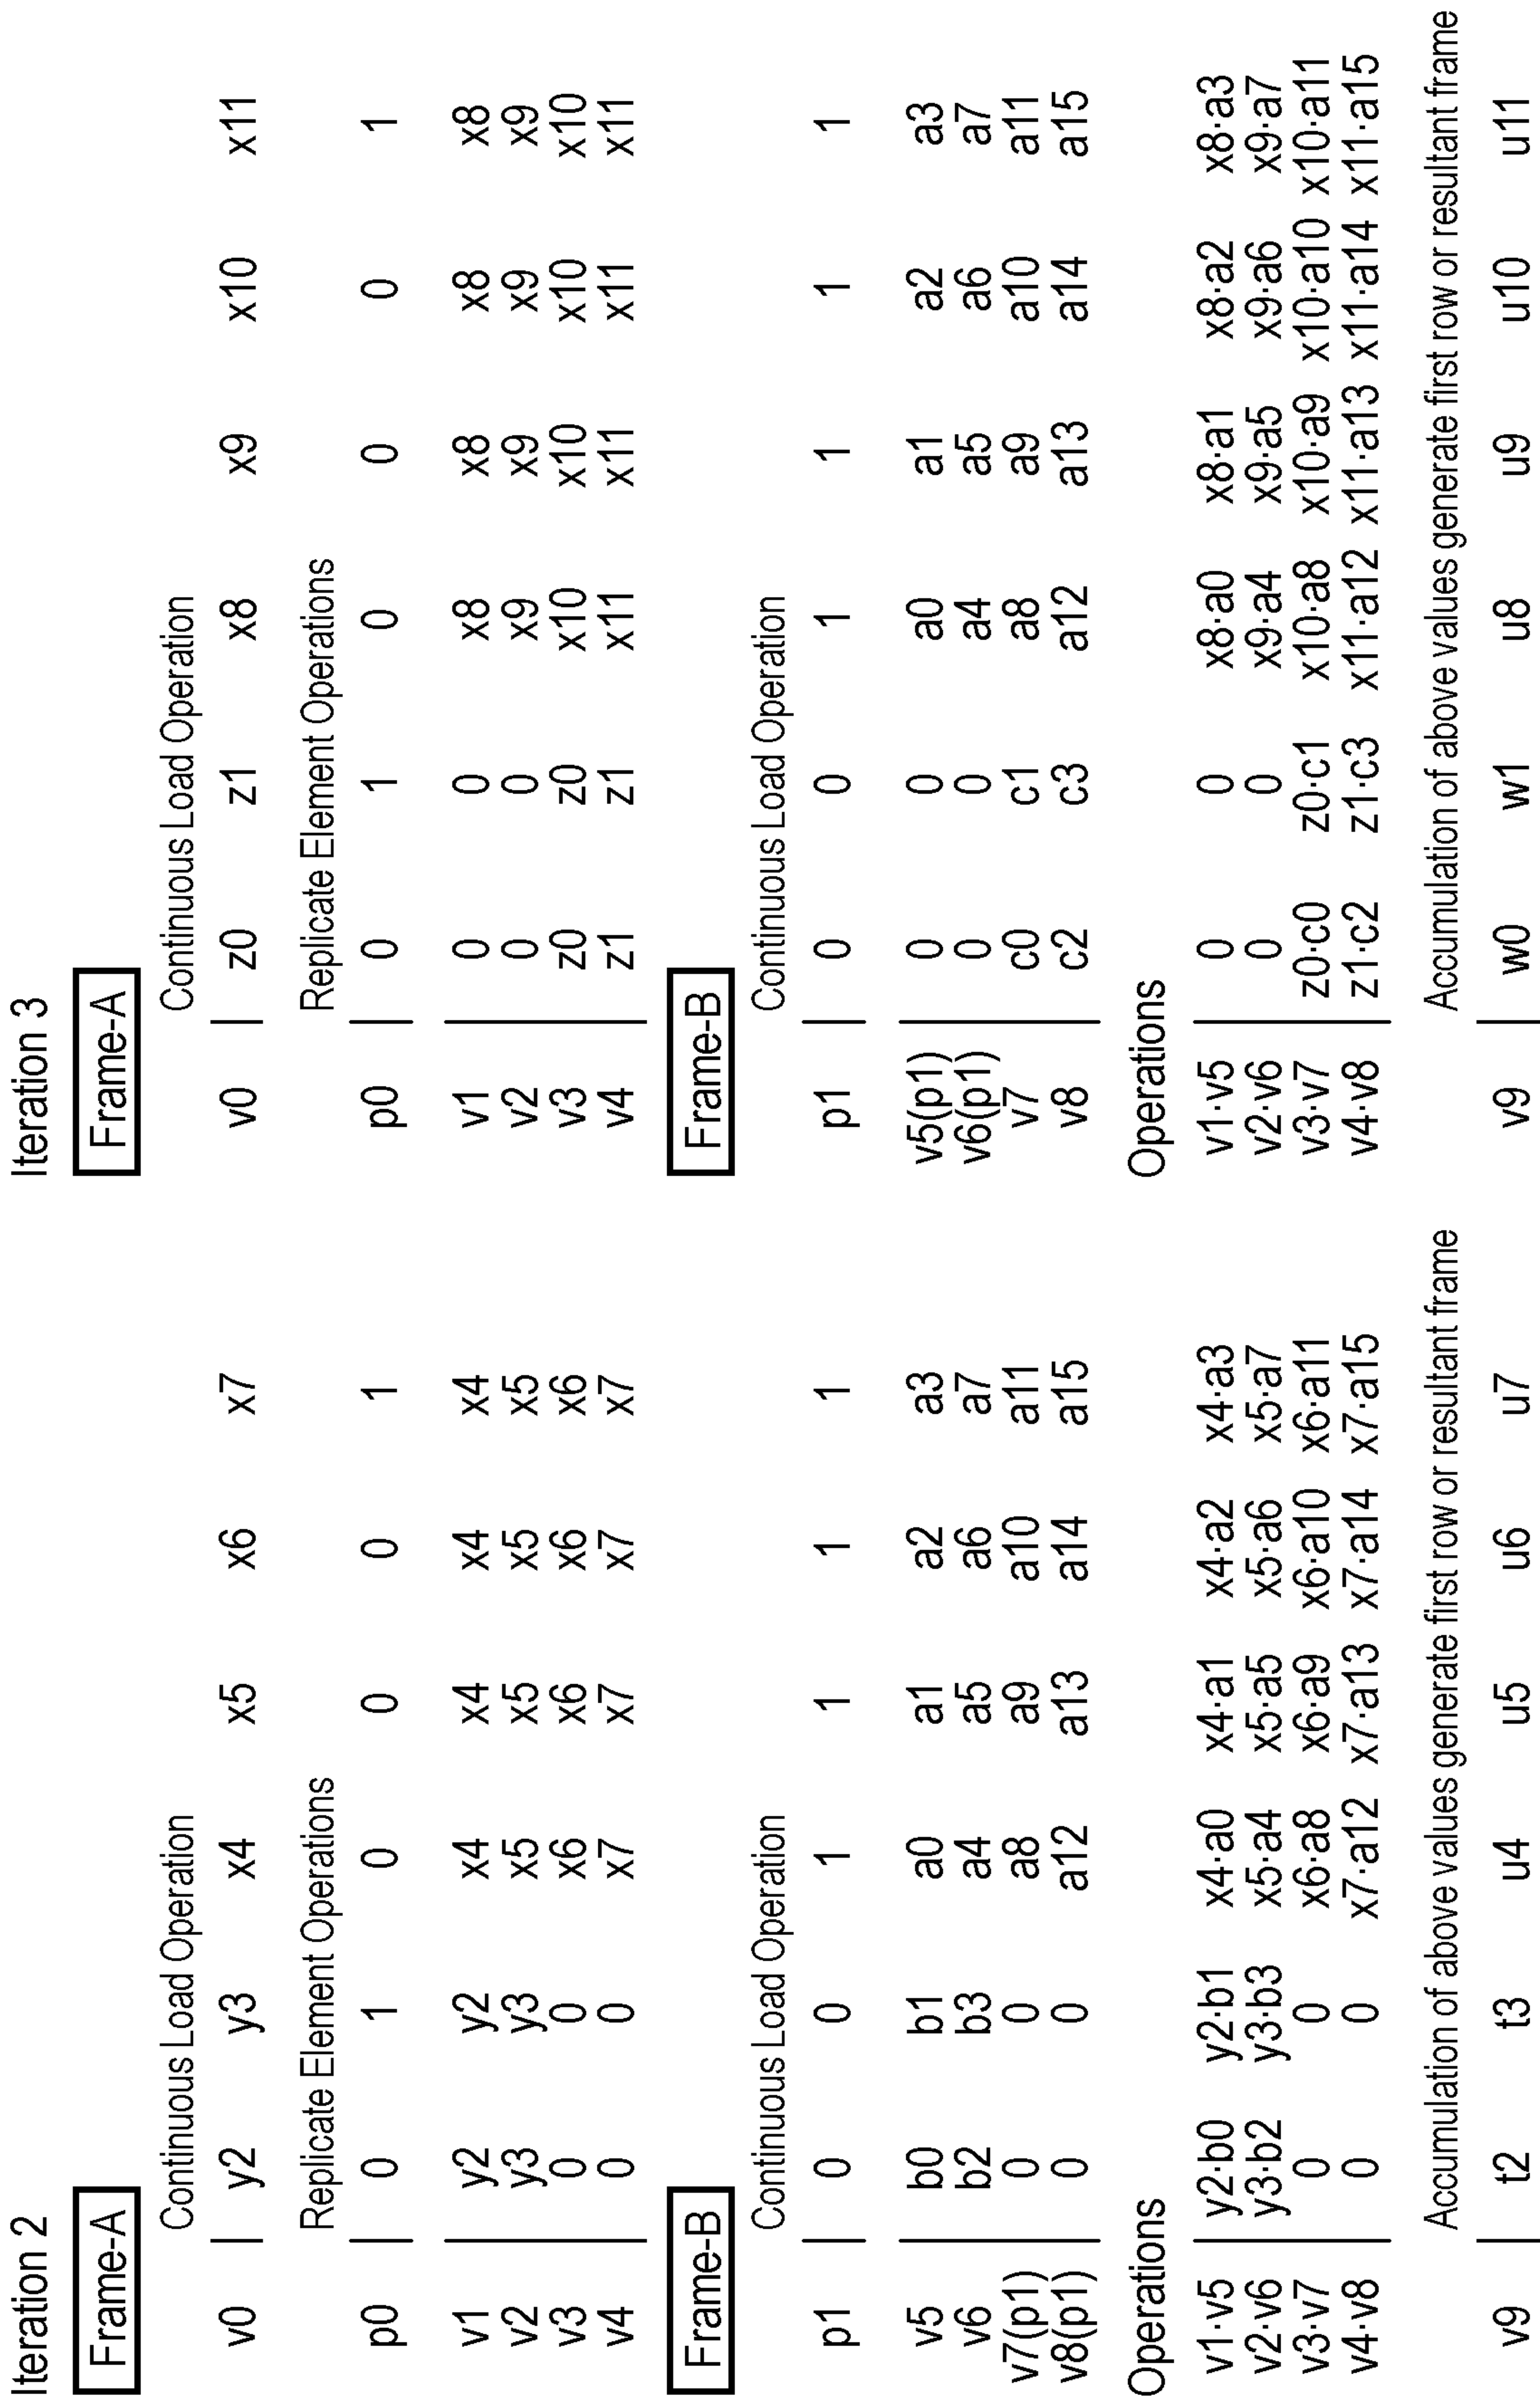 Iteration 2
Frame-A
Continuous Load Operation
v0 y2 y3 x4 x5 x6 x7
Replicate Element Operations
p0 0 1 0 0 0 1
v1 y2 y2 x4 x4 x4 x4
v2 y3 y3 x5 x5 x5 x5
v3 0 0 x6 x6 x6 x6
v4 0 0 x7 x7 x7 x7
Frame-B
Continuous Load Operation
p1 0 0 1 1 1 1
v5 b0 b1 a0 a1 a2 a3
v6 b2 b3 a4 a5 a6 a7
v7(p1) 0 0 a8 a9 a10 a11
v8(p1) 0 0 a12 a13 a14 a15
Operations
v1·v5 y2·b0 y2·b1 x4·a0 x4·a1 x4·a2 x4·a3
v2·v6 y3·b2 y3·b3 x5·a4 x5·a5 x5·a6 x5·a7
v3·v7 0 0 x6·a8 x6·a9 x6·a10 x6·a11
v4·v8 0 0 x7·a12 x7·a13 x7·a14 x7·a15
Accumulation of above values generate first row or resultant frame
v9 t2 t3 u4 u5 u6 u7
Iteration 3
Frame-A
Continuous Load Operation
v0 z0 z1 x8 x9 x10 x11
Replicate Element Operations
p0 0 1 0 0 0 1
v1 0 0 x8 x8 x8 x8
v2 0 0 x9 x9 x9 x9
v3 z0 z0 x10 x10 x10 x10
v4 z1 z1 x11 x11 x11 x11
Frame-B
Continuous Load Operation
p1 0 0 1 1 1 1
v5(p1) 0 0 a0 a1 a2 a3
v6(p1) 0 0 a4 a5 a6 a7
v7 c0 c1 a8 a9 a10 a11
v8 c2 c3 a12 a13 a14 a15
Operations
v1·v5 0 0 x8·a0 x8·a1 x8·a2 x8·a3
v2·v6 0 0 x9·a4 x9·a5 x9·a6 x9·a7
v3·v7 z0·c0 z0·c1 x10·a8 x10·a9 x10·a10 x10·a11
v4·v8 z1·c2 z1·c3 x11·a12 x11·a13 x11·a14 x11·a15
Accumulation of above values generate first row or resultant frame
v9 w0 w1 u8 u9 u10 u11